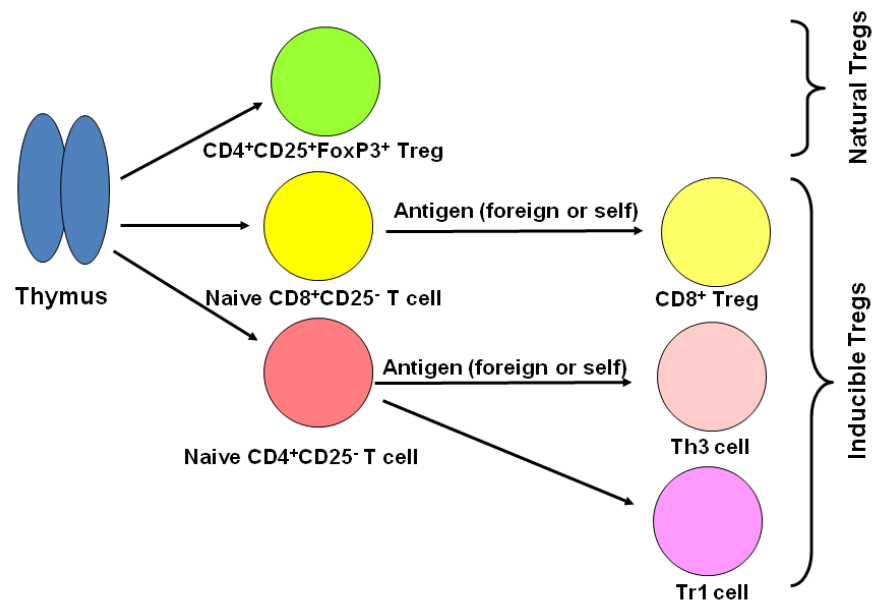 CD4⁺CD25⁺FoxP3⁺ Treg
Natural Tregs
Thymus
Antigen (foreign or self)
Naive CD8⁺CD25⁻ T cell
CD8⁺ Treg
Antigen (foreign or self)
Naive CD4⁺CD25⁻ T cell
Th3 cell
Tr1 cell
Inducible Tregs